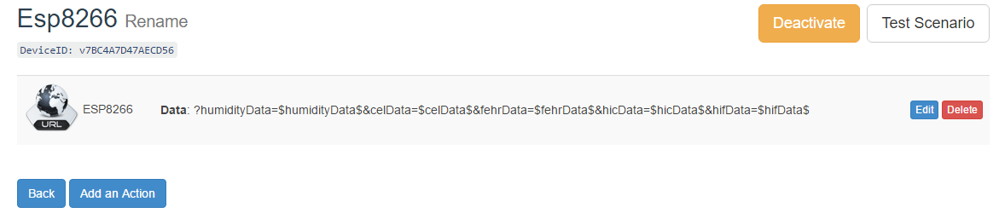 Esp8266 Rename
Deactivate
Test Scenario
DeviceID: v7BC4A7D47AECD56
URL
ESP8266
Data: ?humidityData=$humidityData$&celData=$celData$&fehrData=$fehrData$&hicData=$hicData$&hifData=$hifData$
Edit
Delete
Back
Add an Action